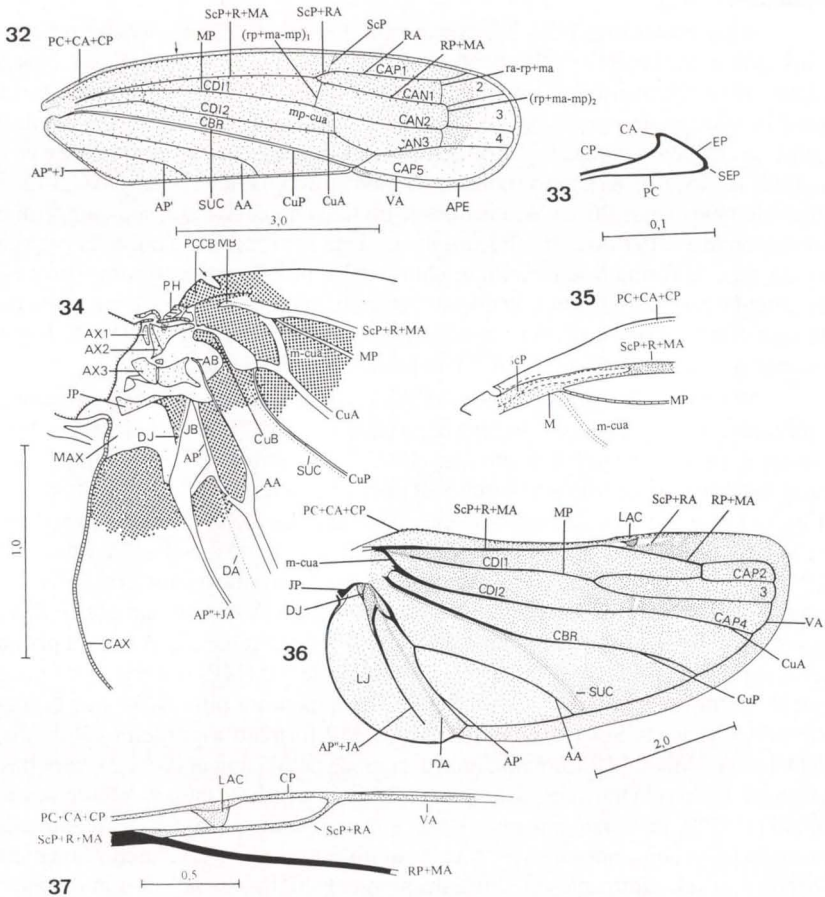 32
PC+CA+CP
ScP+R+MA
MP
(rp+ma-mp)₁
ScP+RA
ScP
RA
RP+MA
ra-rp+ma
(rp+ma-mp)₂
CAP1
CAN1
CAN2
CAN3
CAP5
2
3
4
CDI1
CDI2
CBR
mp-cua
AP"+J
AP'
SUC
AA
CuP
CuA
VA
APE
3,0
33
CA
CP
EP
SEP
PC
0,1
34
PCCB
MB
PH
AX1
AX2
AX3
AB
JP
DJ
JB
AP'
MAX
CAX
ScP+R+MA
MP
m-cua
CuA
CuB
SUC
CuP
AA
DA
AP"+JA
1,0
35
PC+CA+CP
ScP+R+MA
MP
M
m-cua
36
PC+CA+CP
ScP+R+MA
MP
LAC
ScP+RA
RP+MA
m-cua
JP
DJ
CDI1
CDI2
CBR
CAP2
3
CAP4
VA
CuA
CuP
SUC
AA
AP'
DA
AP"+JA
LJ
2,0
37
LAC
CP
PC+CA+CP
ScP+R+MA
VA
ScP+RA
RP+MA
0,5